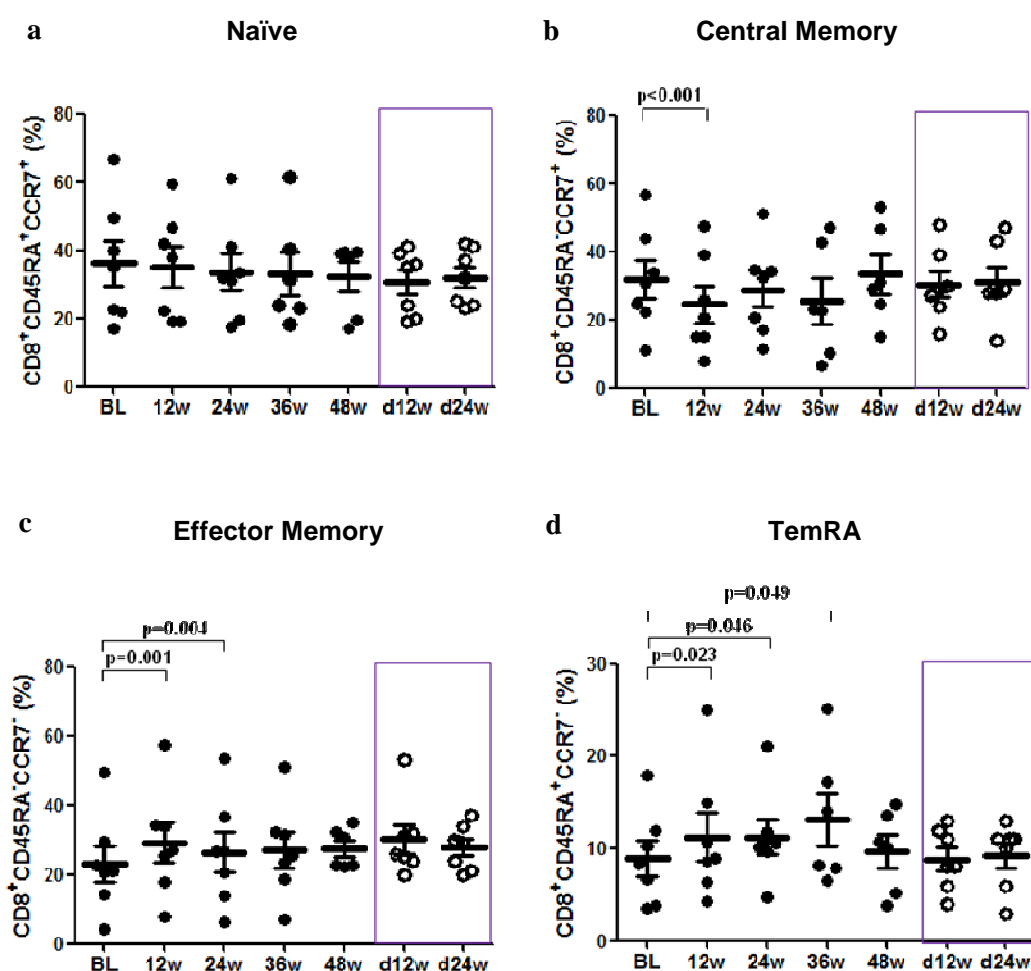 a
Naïve
CD8+CD45RA+CCR7+ (%)
80
60
40
20
0
BL 12w 24w 36w 48w d12w d24w
b
Central Memory
p<0.001
CD8+CD45RA-CCR7+ (%)
80
60
40
20
0
BL 12w 24w 36w 48w d12w d24w
c
Effector Memory
p=0.004
p=0.001
CD8+CD45RA-CCR7- (%)
80
60
40
20
0
BL 12w 24w 36w 48w d12w d24w
d
TemRA
p=0.049
p=0.046
p=0.023
CD8+CD45RA+CCR7- (%)
30
20
10
0
BL 12w 24w 36w 48w d12w d24w